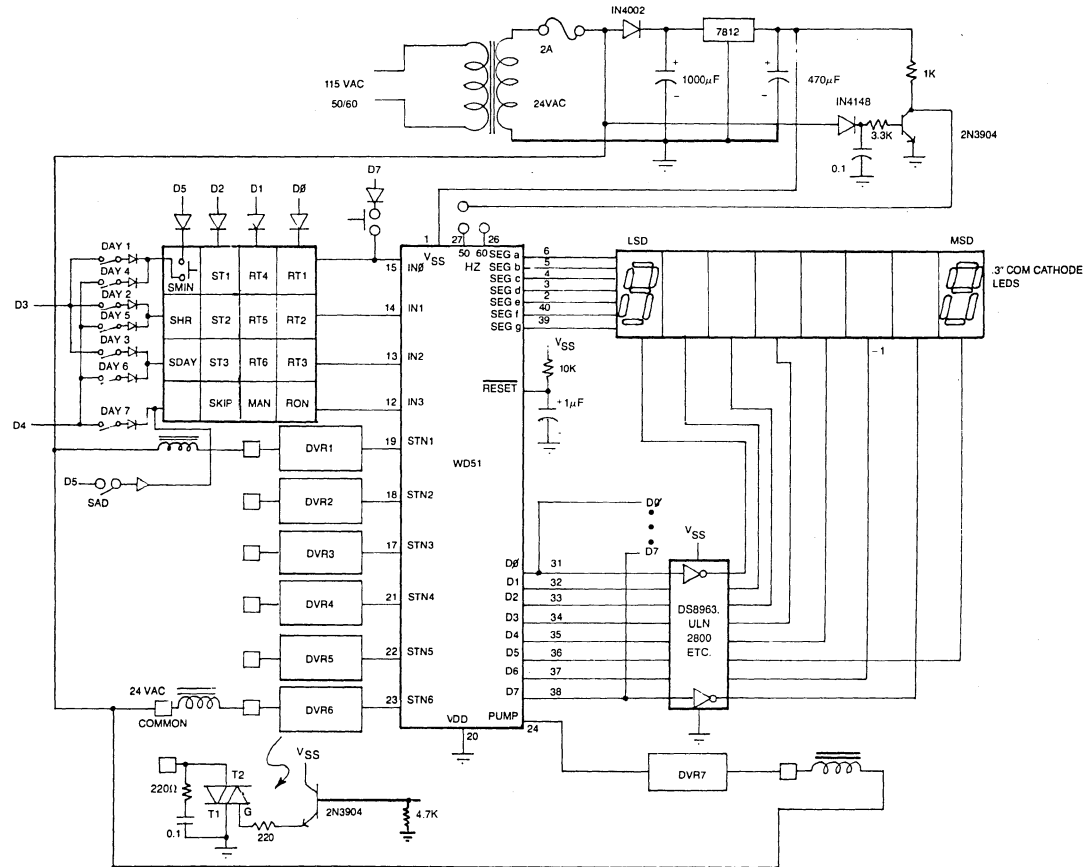 IN4002
2A
7812
115 VAC
50/60
24VAC
+
1000µF
−
+
470µF
−
1K
IN4148
3.3K
2N3904
0.1
D5
D2
D1
DØ
D7
DAY 1
DAY 4
DAY 2
DAY 5
DAY 3
DAY 6
DAY 7
D3
D4
SMIN
ST1
RT4
RT1
SHR
ST2
RT5
RT2
SDAY
ST3
RT6
RT3
SKIP
MAN
RON
D5
SAD
1
VSS
27
50
60
26
HZ
15
INØ
14
IN1
13
IN2
12
IN3
19
STN1
18
STN2
17
STN3
21
STN4
22
STN5
23
STN6
SEG a
6
SEG b
5
SEG c
4
SEG d
3
SEG e
2
SEG f
40
SEG g
39
LSD
MSD
.3" COM CATHODE
LEDS
−1
VSS
10K
RESET
+
1µF
-
WD51
DVR1
DVR2
DVR3
DVR4
DVR5
DVR6
DØ
D7
DØ
31
D1
32
D2
33
D3
34
D4
35
D5
36
D6
37
D7
38
PUMP
24
VDD
20
VSS
DS8963,
ULN
2800
ETC.
DVR7
24 VAC
COMMON
220Ω
0.1
T2
T1
G
220
VSS
2N3904
4.7K